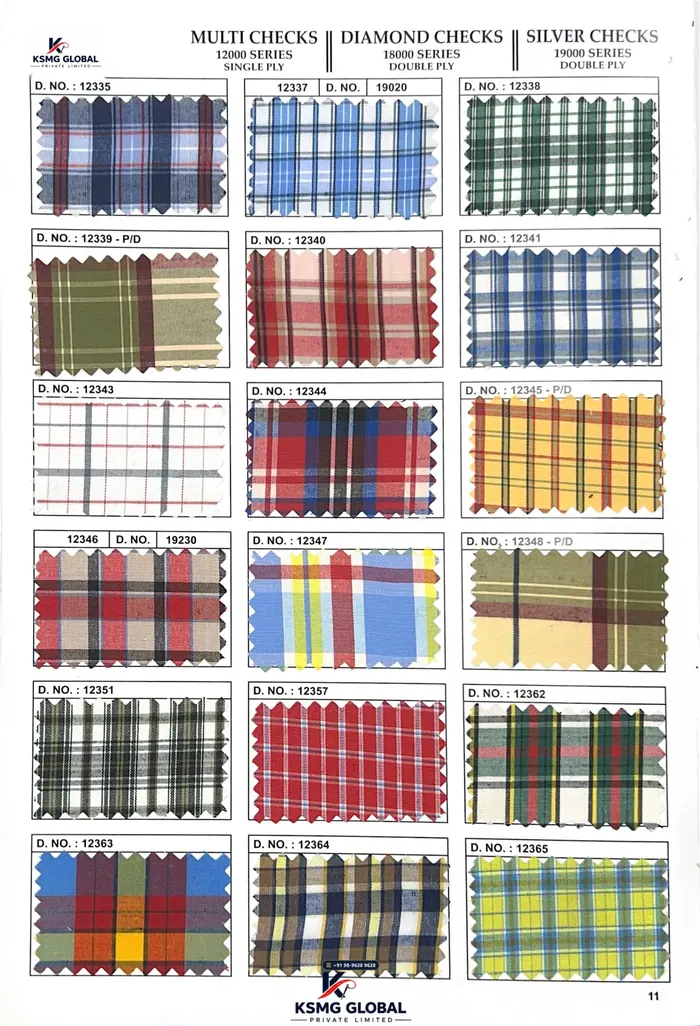 KSMG GLOBAL
PRIVATE LIMITED
MULTI CHECKS
12000 SERIES
SINGLE PLY
DIAMOND CHECKS
18000 SERIES
DOUBLE PLY
SILVER CHECKS
19000 SERIES
DOUBLE PLY
D. NO. : 12335
12337 D. NO. 19020
D. NO. : 12338
D. NO. : 12339 - P/D
D. NO. : 12340
D. NO. : 12341
D. NO. : 12343
D. NO. : 12344
D. NO. : 12345 - P/D
12346 D. NO. 19230
D. NO. : 12347
D. NO. : 12348 - P/D
D. NO. : 12351
D. NO. : 12357
D. NO. : 12362
D. NO. : 12363
D. NO. : 12364
D. NO. : 12365
+91 98-9628 9628
KSMG GLOBAL
PRIVATE LIMITED
11